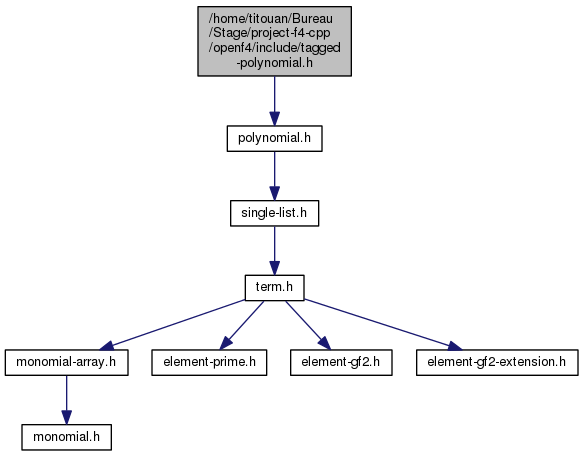 /home/titouan/Bureau
/Stage/project-f4-cpp
/openf4/include/tagged
-polynomial.h
polynomial.h
single-list.h
term.h
monomial-array.h
element-prime.h
element-gf2.h
element-gf2-extension.h
monomial.h